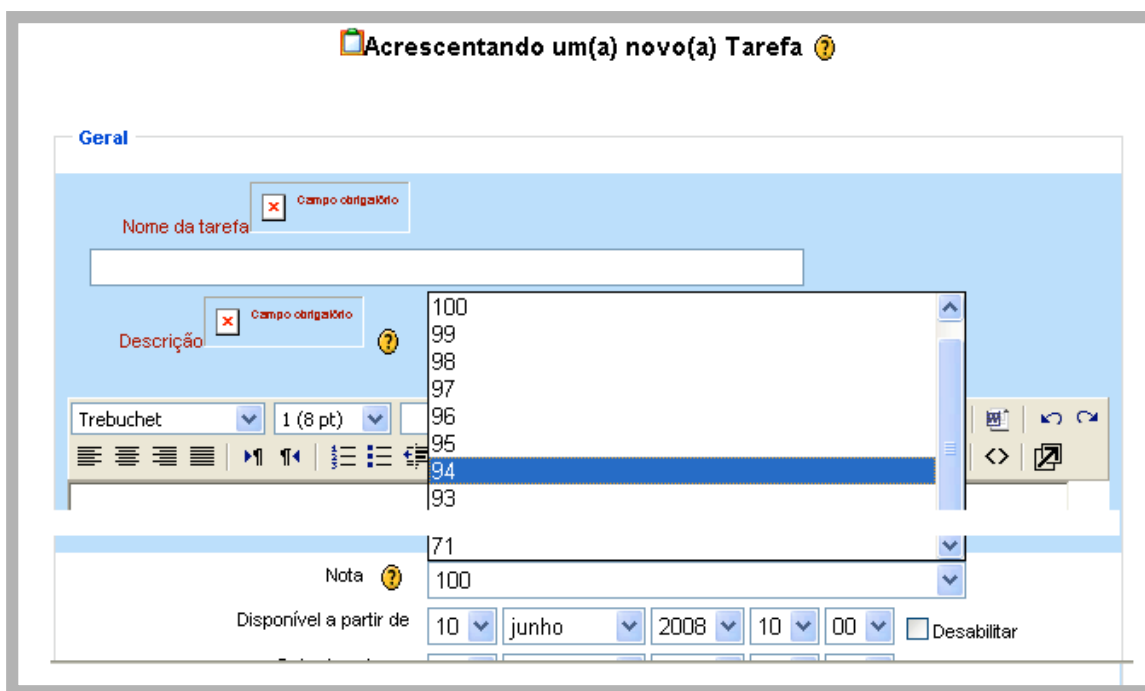 Acrescentando um(a) novo(a) Tarefa
Geral
Campo obrigatório
Nome da tarefa
Campo obrigatório
Descrição
100
99
98
97
96
95
94
93
71
Trebuchet 1 (8 pt)
Nota 100
Disponível a partir de 10 junho 2008 10 00 Desabilitar